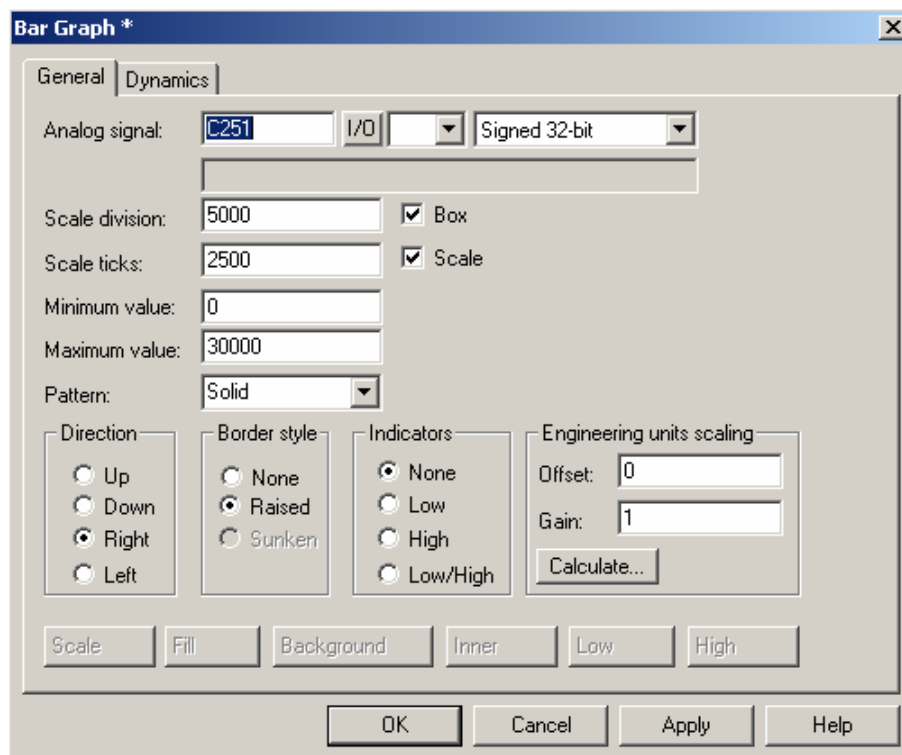 Bar Graph *
General Dynamics
Analog signal: C251 I/O Signed 32-bit
Scale division: 5000 Box
Scale ticks: 2500 Scale
Minimum value: 0
Maximum value: 30000
Pattern: Solid
Direction Border style Indicators Engineering units scaling
Up None None Offset: 0
Down Raised Low
Right Sunken High Gain: 1
Left Low/High Calculate...
Scale Fill Background Inner Low High
OK Cancel Apply Help